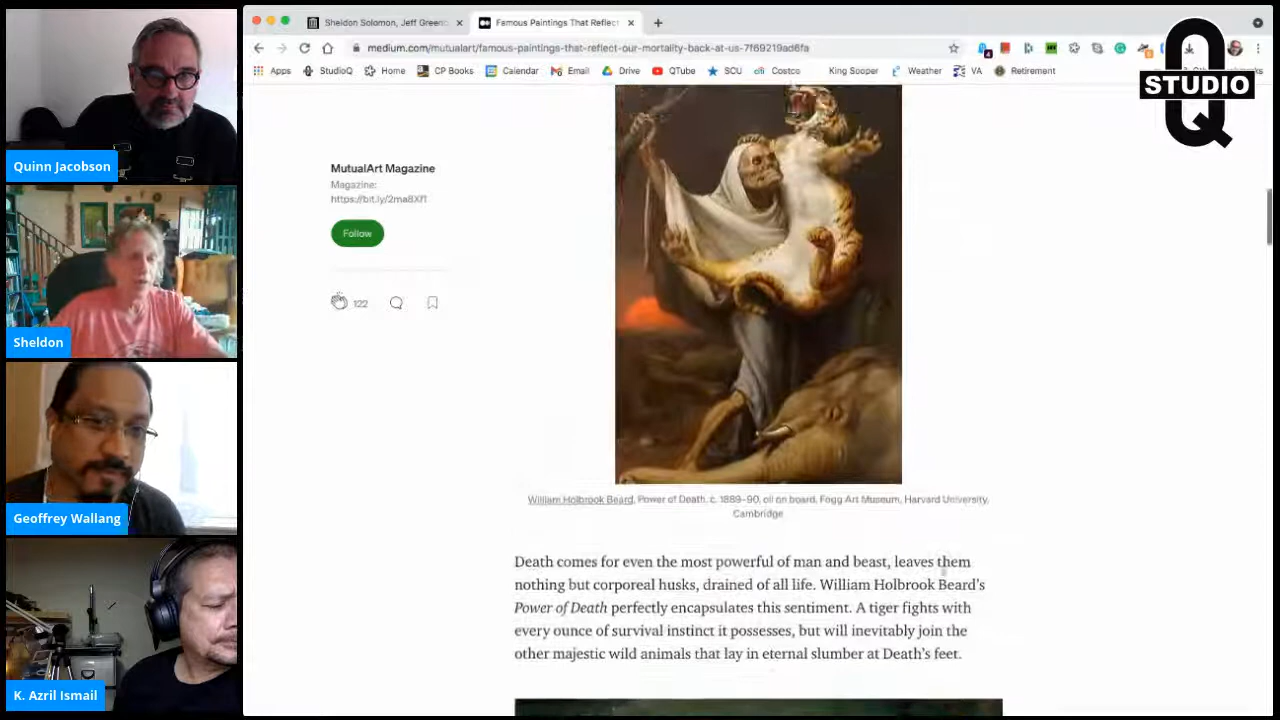 Quinn Jacobson
Sheldon
Geoffrey Wallang
K. Azril Ismail
Sheldon Solomon, Jeff Greenb
Famous Paintings That Reflect
medium.com/mutualart/famous-paintings-that-reflect-our-mortality-back-at-us-7f69219ad6fa
Apps StudioQ Home CP Books Calendar Email Drive QTube SCU Costco King Sooper Weather VA Retirement
STUDIO
Q
MutualArt Magazine
Magazine:
https://bit.ly/2ma8Xf1
Follow
122
William Holbrook Beard, Power of Death, c. 1889-90, oil on board. Fogg Art Museum, Harvard University,
Cambridge
Death comes for even the most powerful of man and beast, leaves them
nothing but corporeal husks, drained of all life. William Holbrook Beard’s
Power of Death perfectly encapsulates this sentiment. A tiger fights with
every ounce of survival instinct it possesses, but will inevitably join the
other majestic wild animals that lay in eternal slumber at Death’s feet.